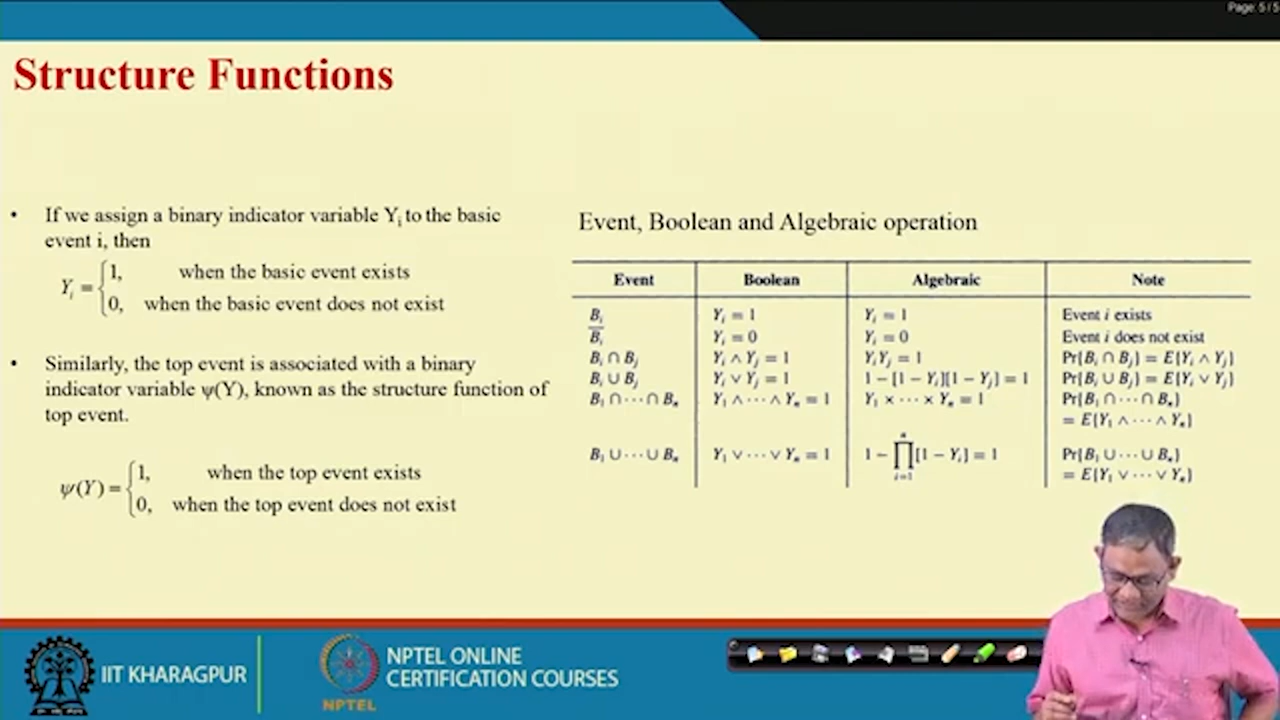 Page: 5 / 5
Structure Functions
• If we assign a binary indicator variable Yᵢ to the basic
event i, then
Yᵢ = {1, when the basic event exists
0, when the basic event does not exist
• Similarly, the top event is associated with a binary
indicator variable ψ(Y), known as the structure function of
top event.
ψ(Y) = {1, when the top event exists
0, when the top event does not exist
Event, Boolean and Algebraic operation
Event Boolean Algebraic Note
Bᵢ Yᵢ = 1 Yᵢ = 1 Event i exists
B̅ᵢ Yᵢ = 0 Yᵢ = 0 Event i does not exist
Bᵢ ∩ Bⱼ Yᵢ ∧ Yⱼ = 1 YᵢYⱼ = 1 Pr{Bᵢ ∩ Bⱼ} = E{Yᵢ ∧ Yⱼ}
Bᵢ ∪ Bⱼ Yᵢ ∨ Yⱼ = 1 1 − [1 − Yᵢ][1 − Yⱼ] = 1 Pr{Bᵢ ∪ Bⱼ} = E{Yᵢ ∨ Yⱼ}
B₁ ∩ ⋯ ∩ Bₙ Y₁ ∧ ⋯ ∧ Yₙ = 1 Y₁ × ⋯ × Yₙ = 1 Pr{B₁ ∩ ⋯ ∩ Bₙ}
= E{Y₁ ∧ ⋯ ∧ Yₙ}
B₁ ∪ ⋯ ∪ Bₙ Y₁ ∨ ⋯ ∨ Yₙ = 1 1 − ∏ⁿᵢ₌₁[1 − Yᵢ] = 1 Pr{B₁ ∪ ⋯ ∪ Bₙ}
= E{Y₁ ∨ ⋯ ∨ Yₙ}
IIT KHARAGPUR
NPTEL
NPTEL ONLINE
CERTIFICATION COURSES